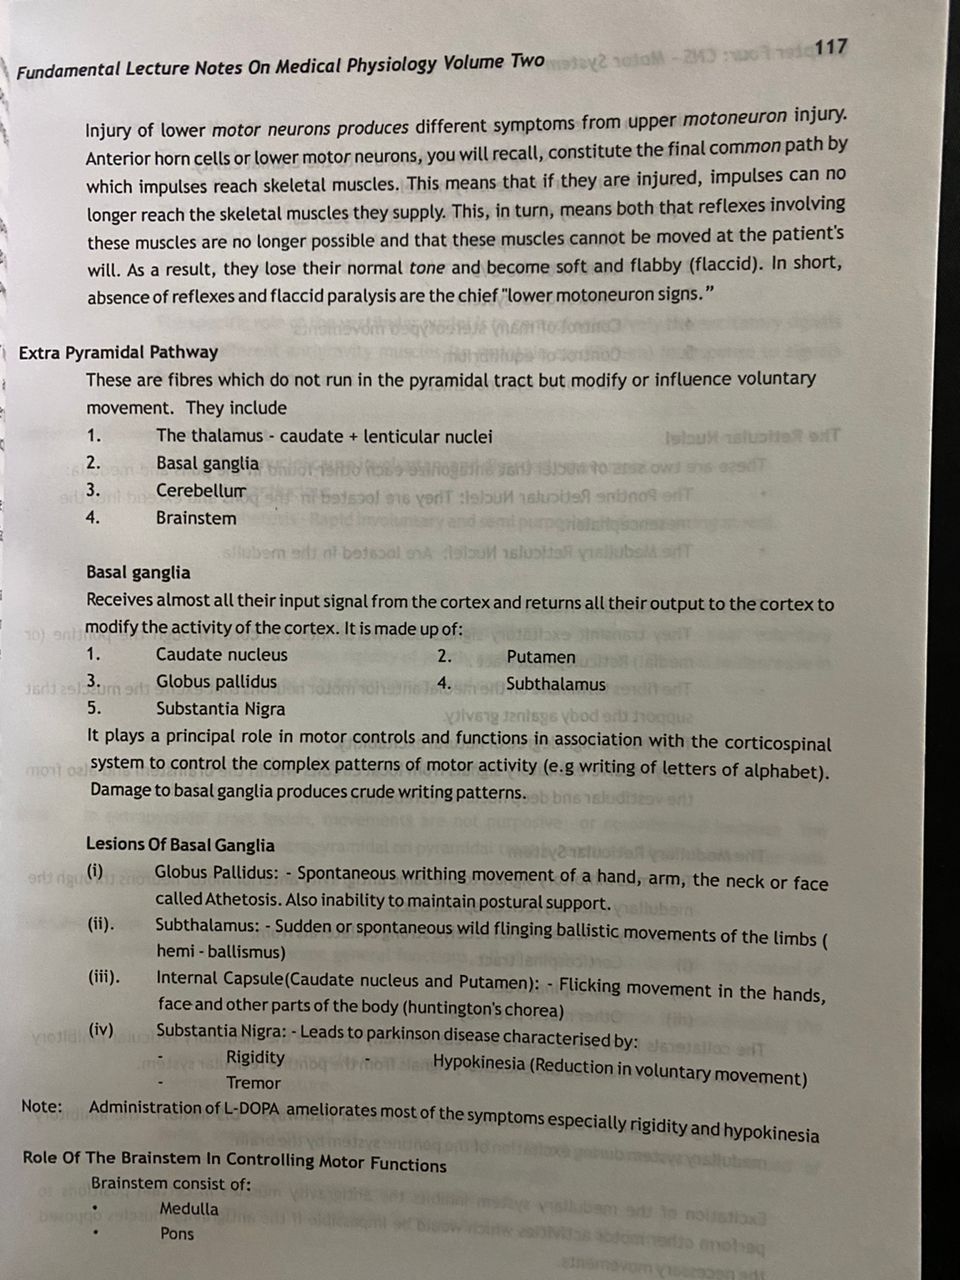 Fundamental Lecture Notes On Medical Physiology Volume Two 117
Injury of lower motor neurons produces different symptoms from upper motoneuron injury.
Anterior horn cells or lower motor neurons, you will recall, constitute the final common path by
which impulses reach skeletal muscles. This means that if they are injured, impulses can no
longer reach the skeletal muscles they supply. This, in turn, means both that reflexes involving
these muscles are no longer possible and that these muscles cannot be moved at the patient's
will. As a result, they lose their normal tone and become soft and flabby (flaccid). In short,
absence of reflexes and flaccid paralysis are the chief "lower motoneuron signs."
Extra Pyramidal Pathway
These are fibres which do not run in the pyramidal tract but modify or influence voluntary
movement. They include
1. The thalamus - caudate + lenticular nuclei
2. Basal ganglia
3. Cerebellum
4. Brainstem
Basal ganglia
Receives almost all their input signal from the cortex and returns all their output to the cortex to
modify the activity of the cortex. It is made up of:
1. Caudate nucleus 2. Putamen
3. Globus pallidus 4. Subthalamus
5. Substantia Nigra
It plays a principal role in motor controls and functions in association with the corticospinal
system to control the complex patterns of motor activity (e.g writing of letters of alphabet).
Damage to basal ganglia produces crude writing patterns.
Lesions Of Basal Ganglia
(i) Globus Pallidus: - Spontaneous writhing movement of a hand, arm, the neck or face
called Athetosis. Also inability to maintain postural support.
(ii). Subthalamus: - Sudden or spontaneous wild flinging ballistic movements of the limbs (
hemi - ballismus)
(iii). Internal Capsule(Caudate nucleus and Putamen): - Flicking movement in the hands,
face and other parts of the body (huntington's chorea)
(iv) Substantia Nigra: - Leads to parkinson disease characterised by:
- Rigidity - Hypokinesia (Reduction in voluntary movement)
- Tremor
Note: Administration of L-DOPA ameliorates most of the symptoms especially rigidity and hypokinesia
Role Of The Brainstem In Controlling Motor Functions
Brainstem consist of:
• Medulla
• Pons